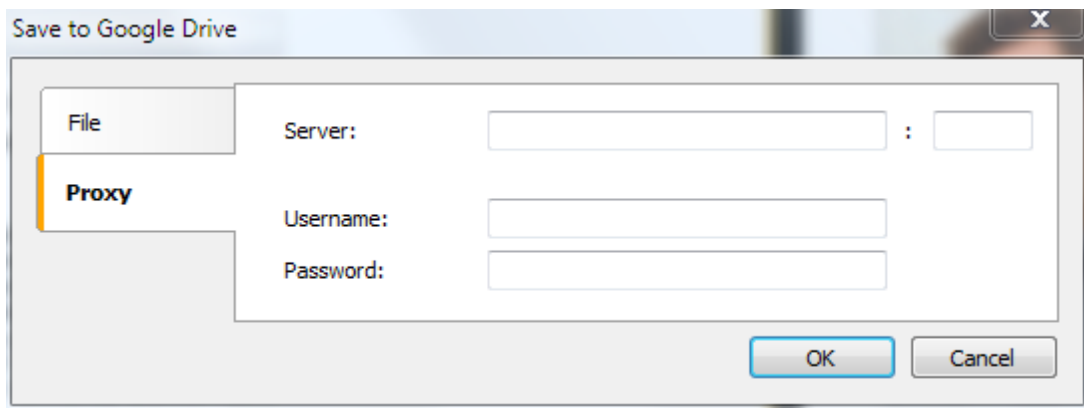 Save to Google Drive
X
File
Server:
:
Proxy
Username:
Password:
OK
Cancel